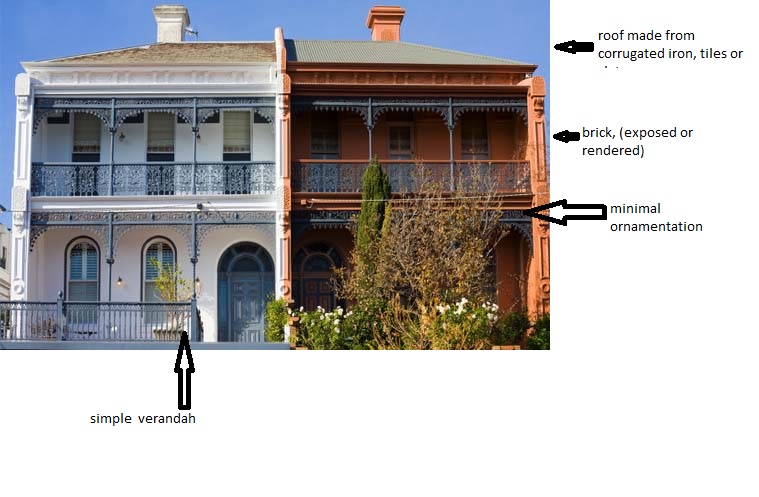 roof made from
corrugated iron, tiles or
brick, (exposed or
rendered)
minimal
ornamentation
simple verandah